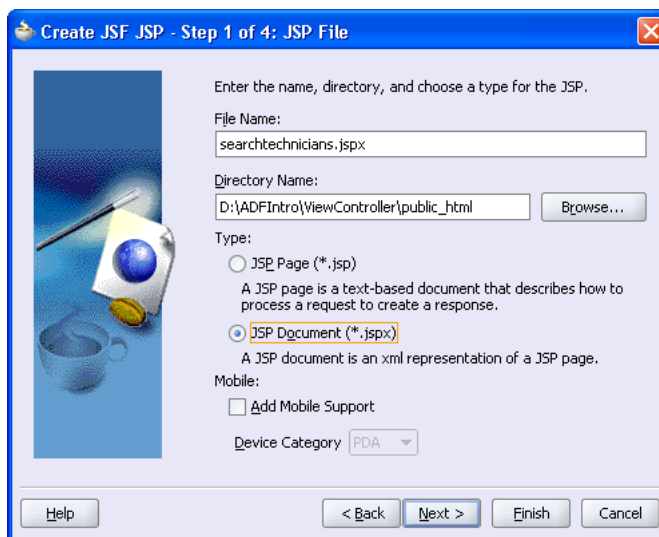 Create JSF JSP - Step 1 of 4: JSP File
Enter the name, directory, and choose a type for the JSP.
File Name:
searchtechnicians.jspx
Directory Name:
D:\ADFIntro\ViewController\public_html
Browse...
Type:
JSP Page (*.jsp)
A JSP page is a text-based document that describes how to
process a request to create a response.
JSP Document (*.jspx)
A JSP document is an xml representation of a JSP page.
Mobile:
Add Mobile Support
Device Category PDA
Help < Back Next > Finish Cancel